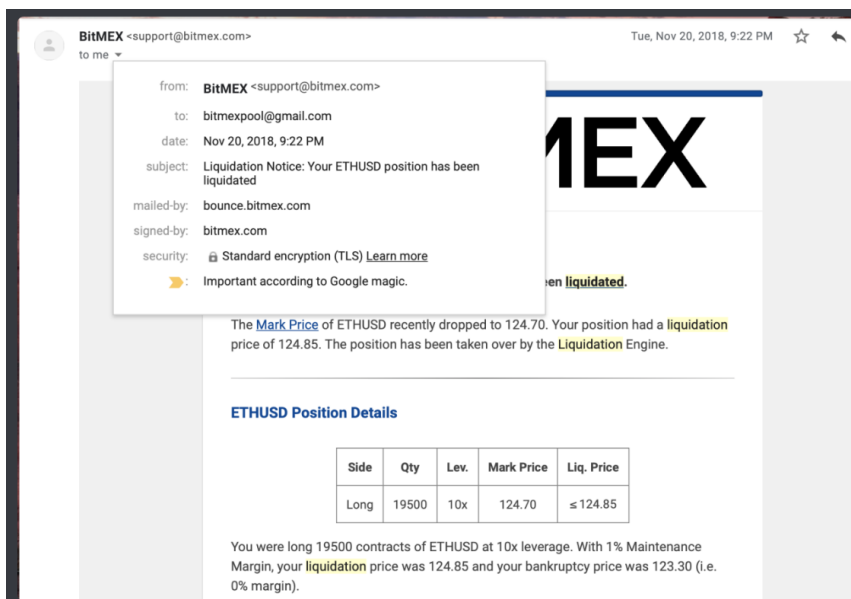 BitMEX <support@bitmex.com>
Tue, Nov 20, 2018, 9:22 PM
to me
from: BitMEX <support@bitmex.com>
to: bitmexpool@gmail.com
date: Nov 20, 2018, 9:22 PM
subject: Liquidation Notice: Your ETHUSD position has been
liquidated
mailed-by: bounce.bitmex.com
signed-by: bitmex.com
security: Standard encryption (TLS) Learn more
: Important according to Google magic.
MEX
en liquidated.
The Mark Price of ETHUSD recently dropped to 124.70. Your position had a liquidation
price of 124.85. The position has been taken over by the Liquidation Engine.
ETHUSD Position Details
Side Qty Lev. Mark Price Liq. Price
Long 19500 10x 124.70 ≤ 124.85
You were long 19500 contracts of ETHUSD at 10x leverage. With 1% Maintenance
Margin, your liquidation price was 124.85 and your bankruptcy price was 123.30 (i.e.
0% margin).